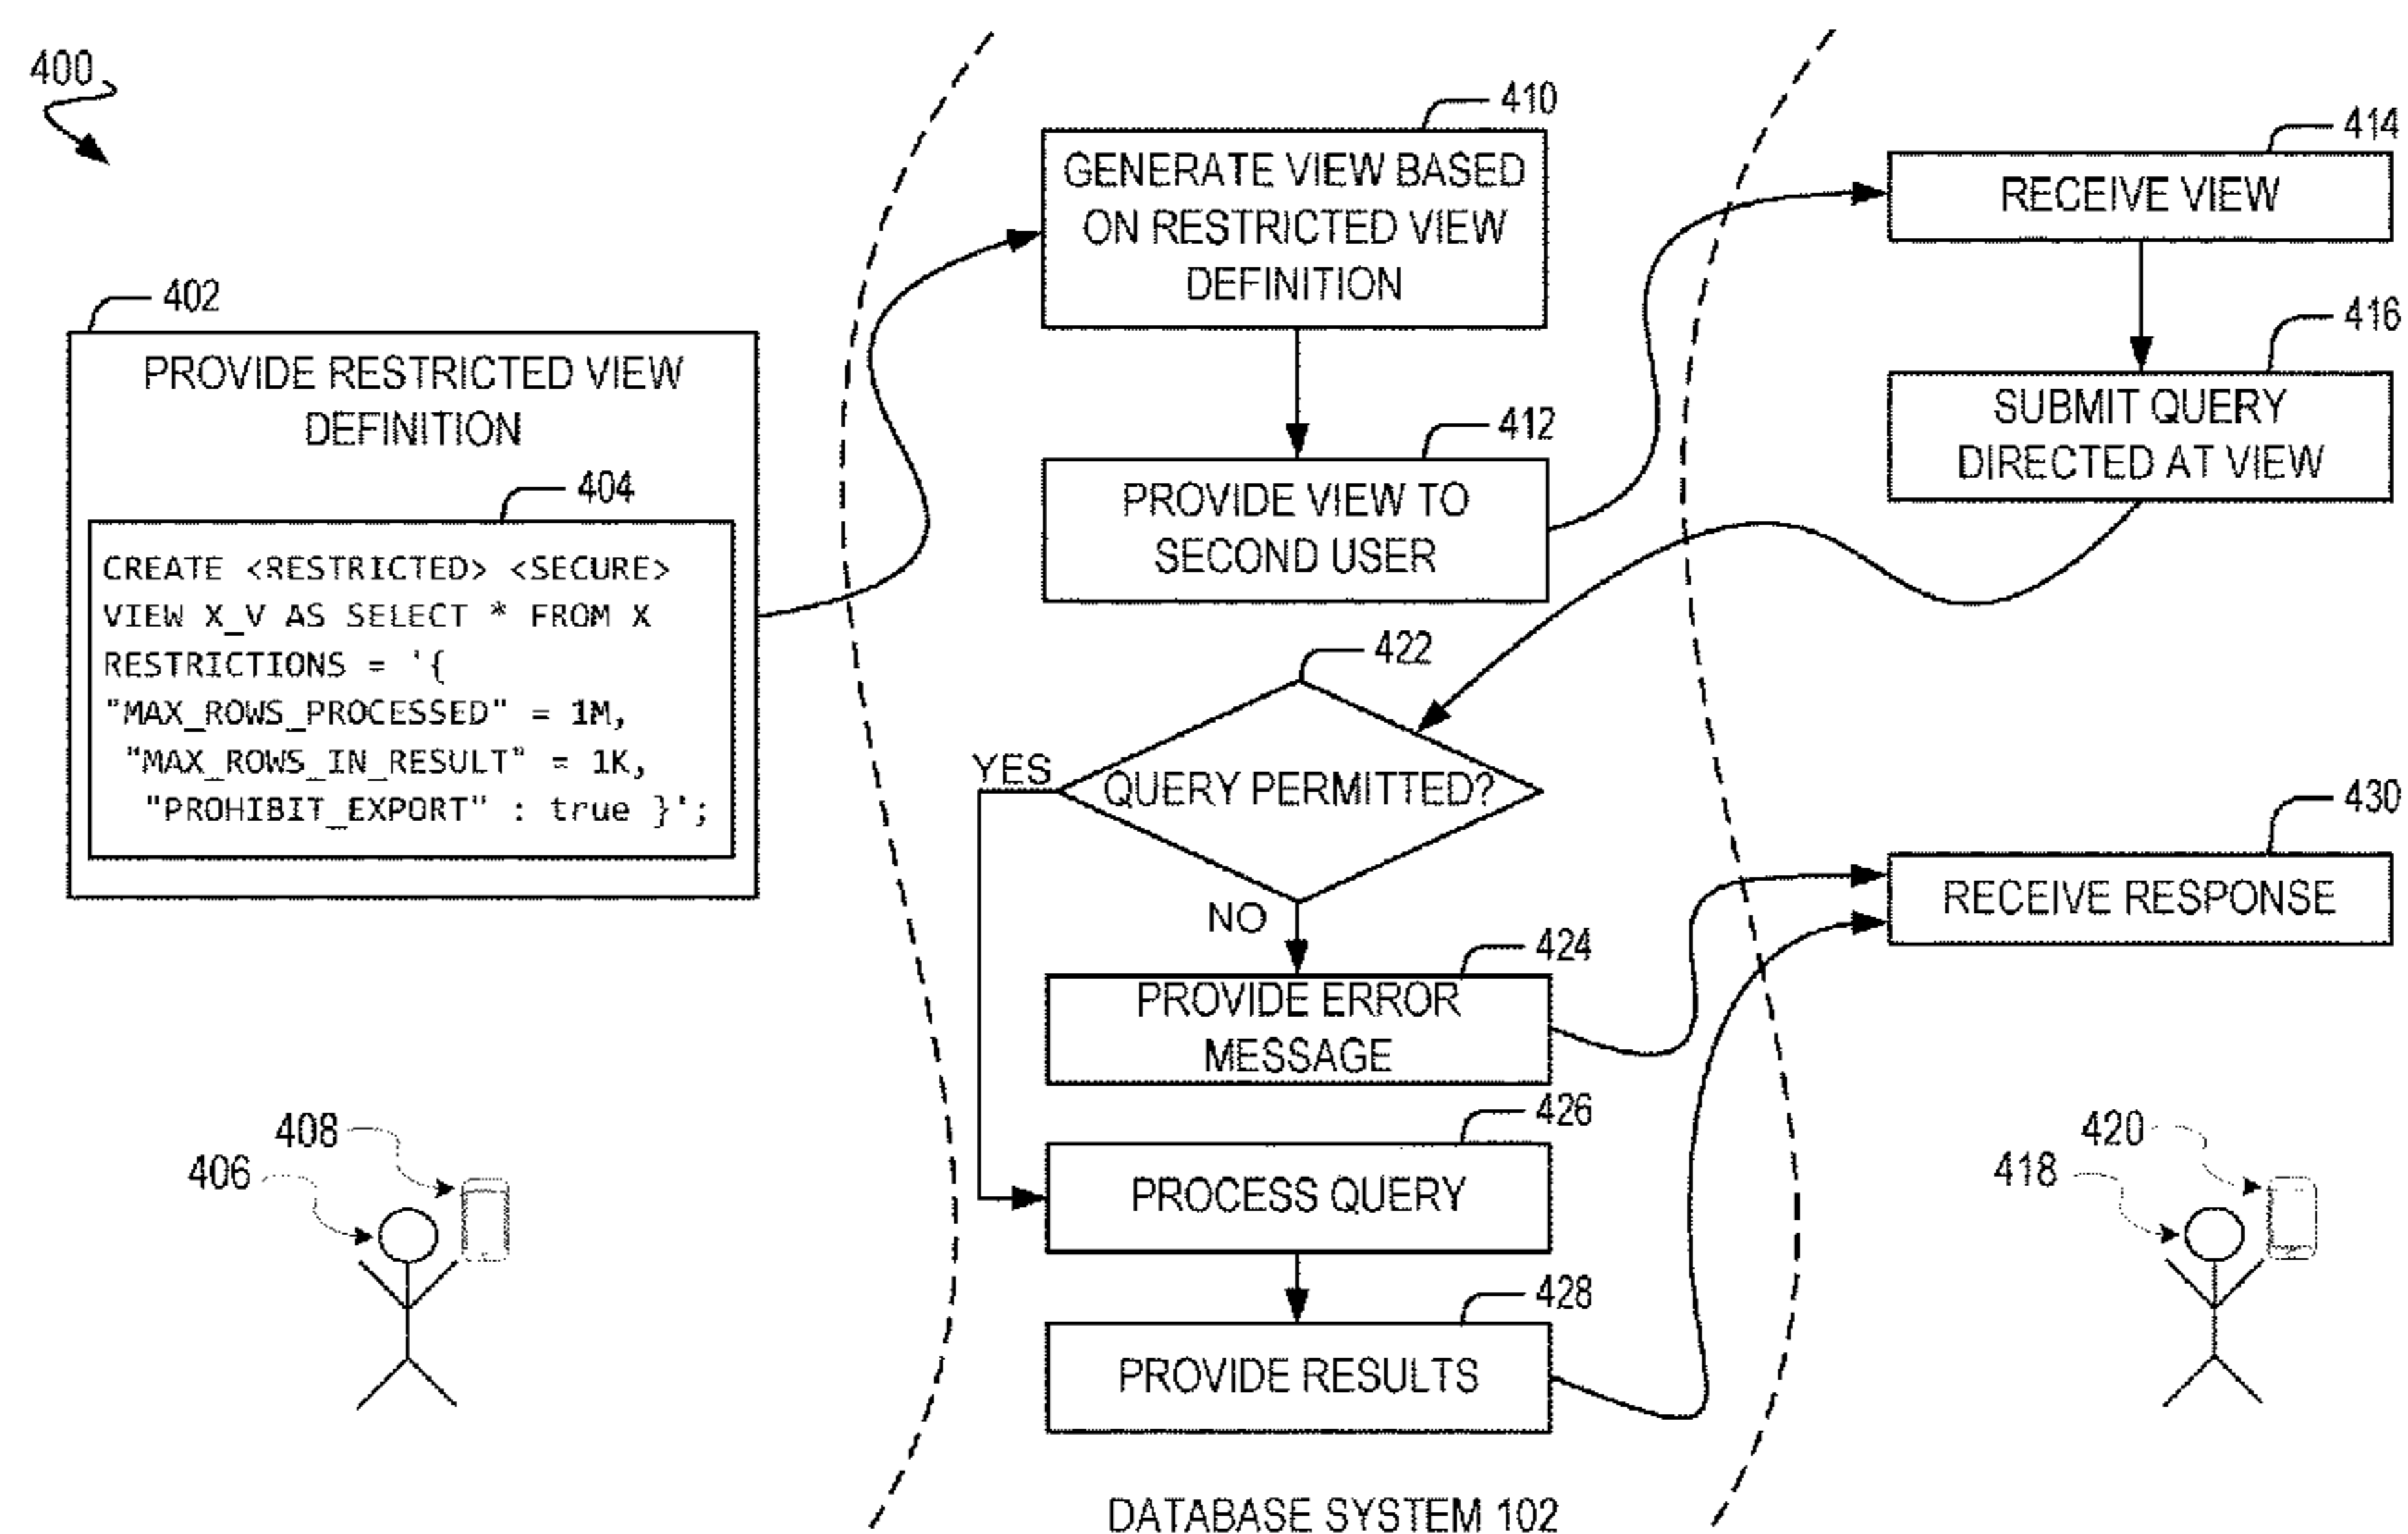 400
402
PROVIDE RESTRICTED VIEW
DEFINITION
404
CREATE <RESTRICTED> <SECURE>
VIEW X_V AS SELECT * FROM X
RESTRICTIONS = '{
"MAX_ROWS_PROCESSED" = 1M,
"MAX_ROWS_IN_RESULT" = 1K,
"PROHIBIT_EXPORT" : true }';
408
406
410
GENERATE VIEW BASED
ON RESTRICTED VIEW
DEFINITION
412
PROVIDE VIEW TO
SECOND USER
422
QUERY PERMITTED?
YES
NO
424
PROVIDE ERROR
MESSAGE
426
PROCESS QUERY
428
PROVIDE RESULTS
DATABASE SYSTEM 102
414
RECEIVE VIEW
416
SUBMIT QUERY
DIRECTED AT VIEW
430
RECEIVE RESPONSE
420
418